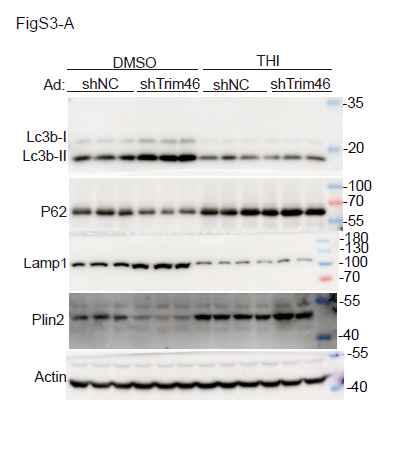 FigS3-A
DMSO THI
Ad: shNC shTrim46 shNC shTrim46
-35
Lc3b-I
-20
Lc3b-II
-100
-70
P62
-55
-180
-130
Lamp1 -100
-70
-55
Plin2
-40
-55
Actin
-40